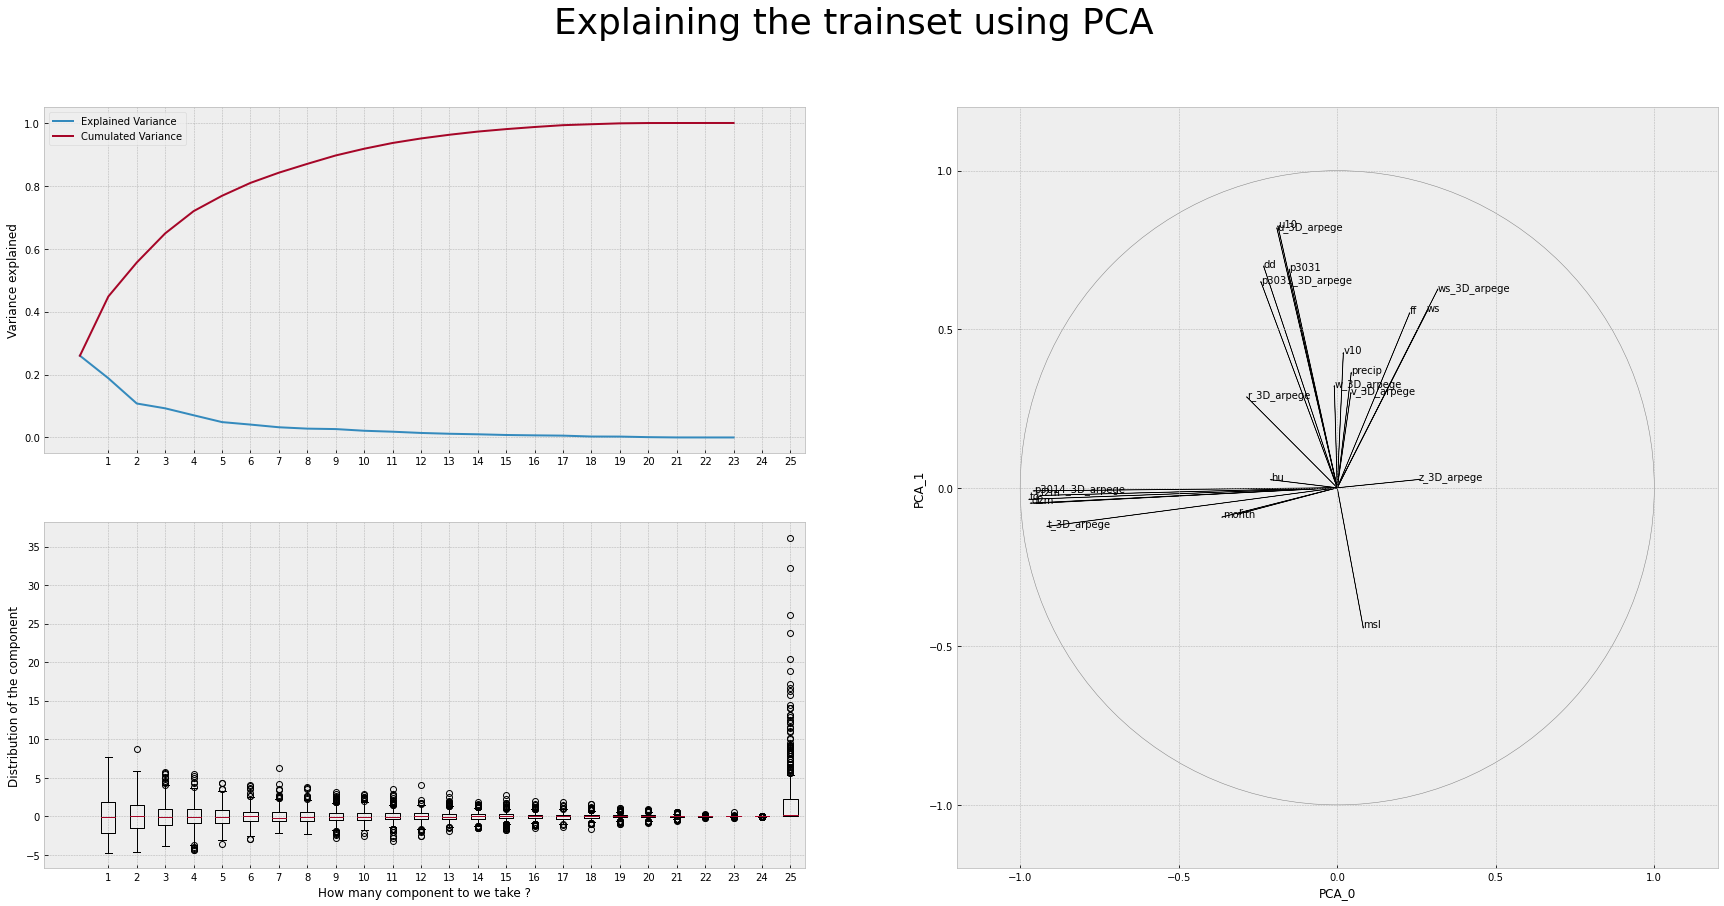 Explaining the trainset using PCA
Explained Variance
Cumulated Variance
Variance explained
1.0
0.8
0.6
0.4
0.2
0.0
1 2 3 4 5 6 7 8 9 10 11 12 13 14 15 16 17 18 19 20 21 22 23 24 25
Distribution of the component
35
30
25
20
15
10
5
0
−5
1 2 3 4 5 6 7 8 9 10 11 12 13 14 15 16 17 18 19 20 21 22 23 24 25
How many component to we take ?
PCA_1
1.0
0.5
0.0
−0.5
−1.0
u10
dd
p3031
p3031_3D_arpege
ws_3D_arpege
ff
ws
v10
precip
w_3D_arpege
v_3D_arpege
r_3D_arpege
hu
z_3D_arpege
p3014_3D_arpege
t_3D_arpege
month
msl
−1.0 −0.5 0.0 0.5 1.0
PCA_0